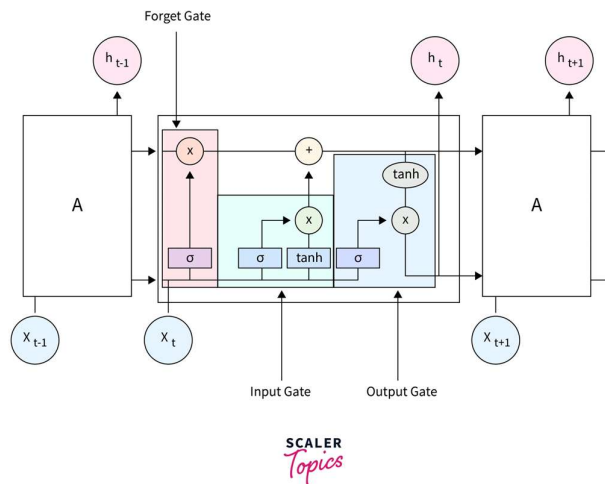 Forget Gate
h t-1
h t
h t+1
A
x
+
tanh
x
x
σ
σ
tanh
σ
A
X t-1
X t
X t+1
Input Gate
Output Gate
SCALER
Topics